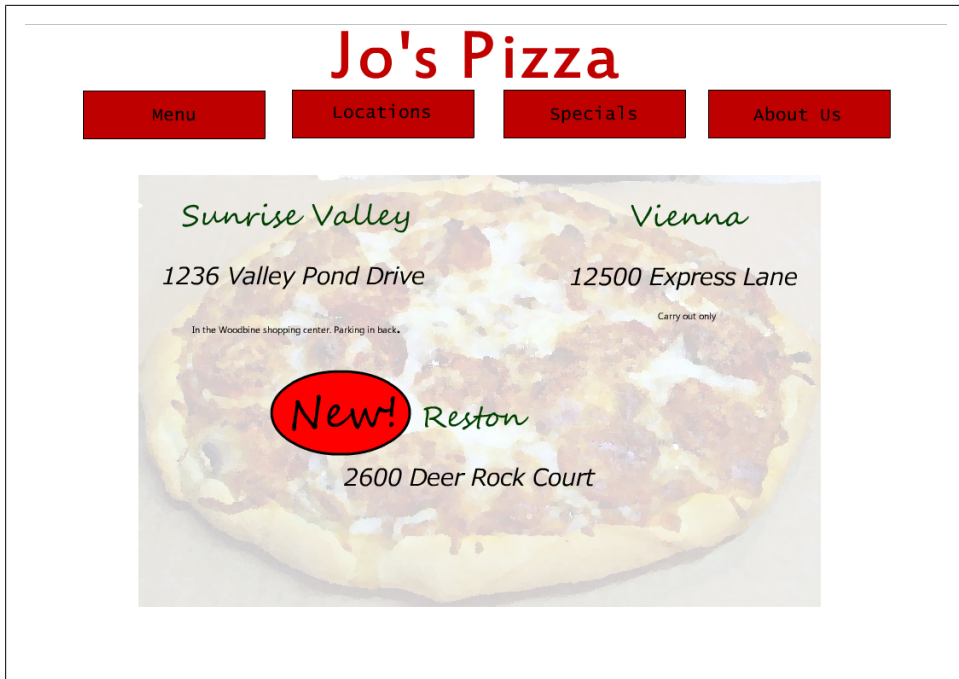 Jo's Pizza
Menu
Locations
Specials
About Us
Sunrise Valley
1236 Valley Pond Drive
In the Woodbine shopping center. Parking in back.
Vienna
12500 Express Lane
Carry out only
New! Reston
2600 Deer Rock Court